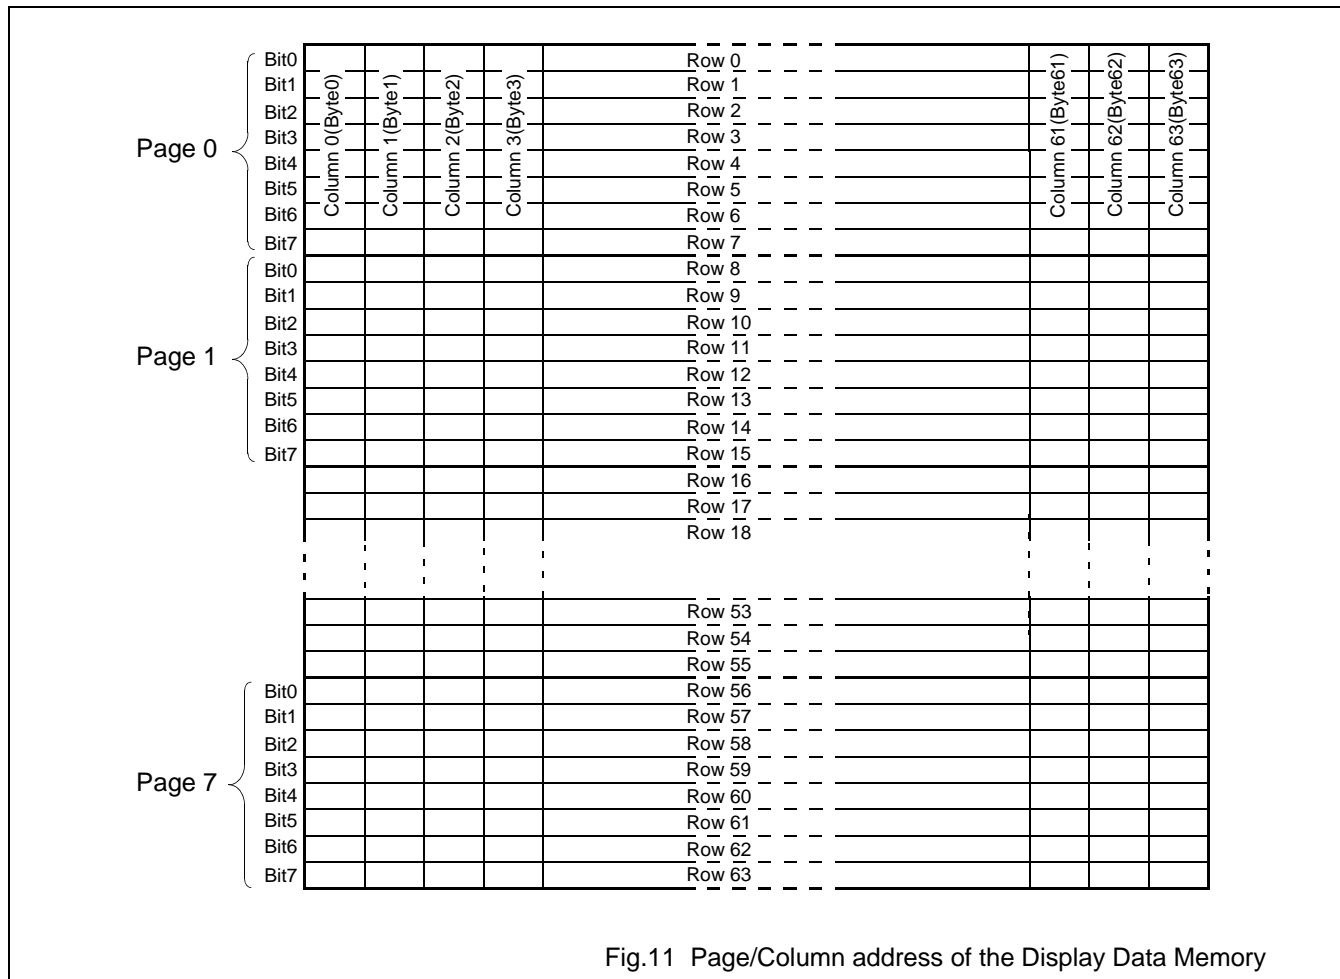 Column 0(Byte0)
Column 1(Byte1)
Column 2(Byte2)
Column 3(Byte3)
Column 61(Byte61)
Column 62(Byte62)
Column 63(Byte63)
Page 0
Bit0 Row 0
Bit1 Row 1
Bit2 Row 2
Bit3 Row 3
Bit4 Row 4
Bit5 Row 5
Bit6 Row 6
Bit7 Row 7
Page 1
Bit0 Row 8
Bit1 Row 9
Bit2 Row 10
Bit3 Row 11
Bit4 Row 12
Bit5 Row 13
Bit6 Row 14
Bit7 Row 15
Row 16
Row 17
Row 18
Row 53
Row 54
Row 55
Page 7
Bit0 Row 56
Bit1 Row 57
Bit2 Row 58
Bit3 Row 59
Bit4 Row 60
Bit5 Row 61
Bit6 Row 62
Bit7 Row 63
Fig.11 Page/Column address of the Display Data Memory